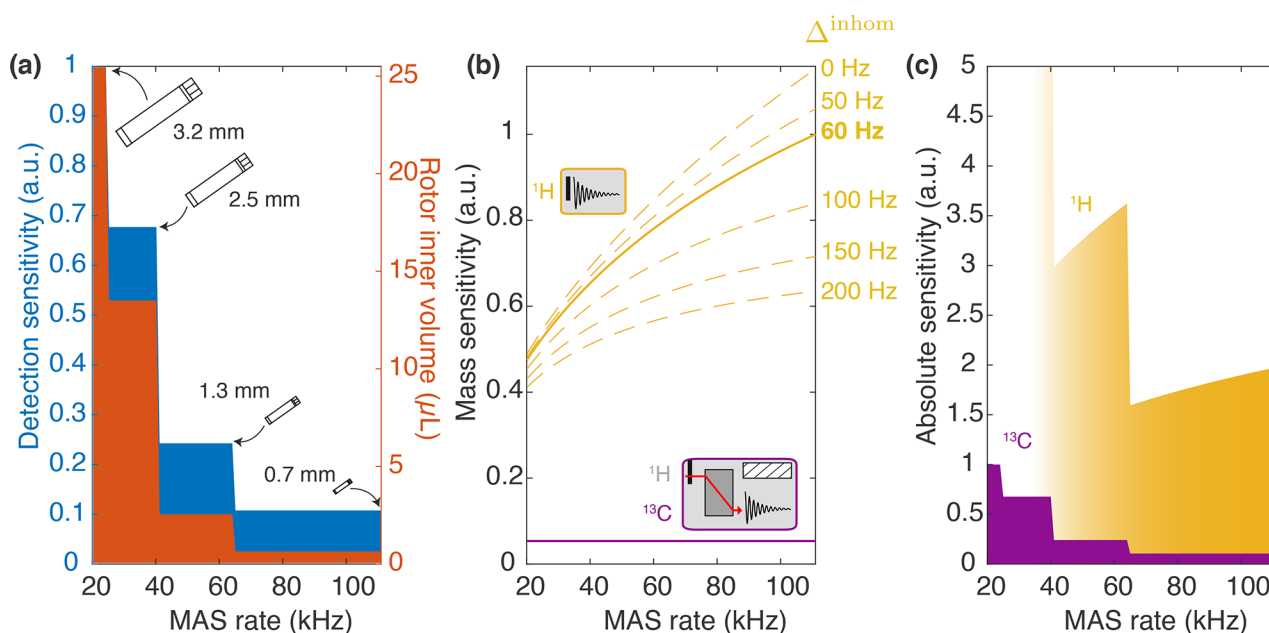 (a)
Detection sensitivity (a.u.)
1
0.9
0.8
0.7
0.6
0.5
0.4
0.3
0.2
0.1
0
3.2 mm
2.5 mm
1.3 mm
0.7 mm
25
20
15
10
5
0
Rotor inner volume (µL)
20 40 60 80 100
MAS rate (kHz)
(b)
Mass sensitivity (a.u.)
1
0.8
0.6
0.4
0.2
0
Δ^inhom
0 Hz
50 Hz
60 Hz
100 Hz
150 Hz
200 Hz
¹H
¹H
¹³C
20 40 60 80 100
MAS rate (kHz)
(c)
Absolute sensitivity (a.u.)
5
4.5
4
3.5
3
2.5
2
1.5
1
0.5
0
¹H
¹³C
20 40 60 80 100
MAS rate (kHz)